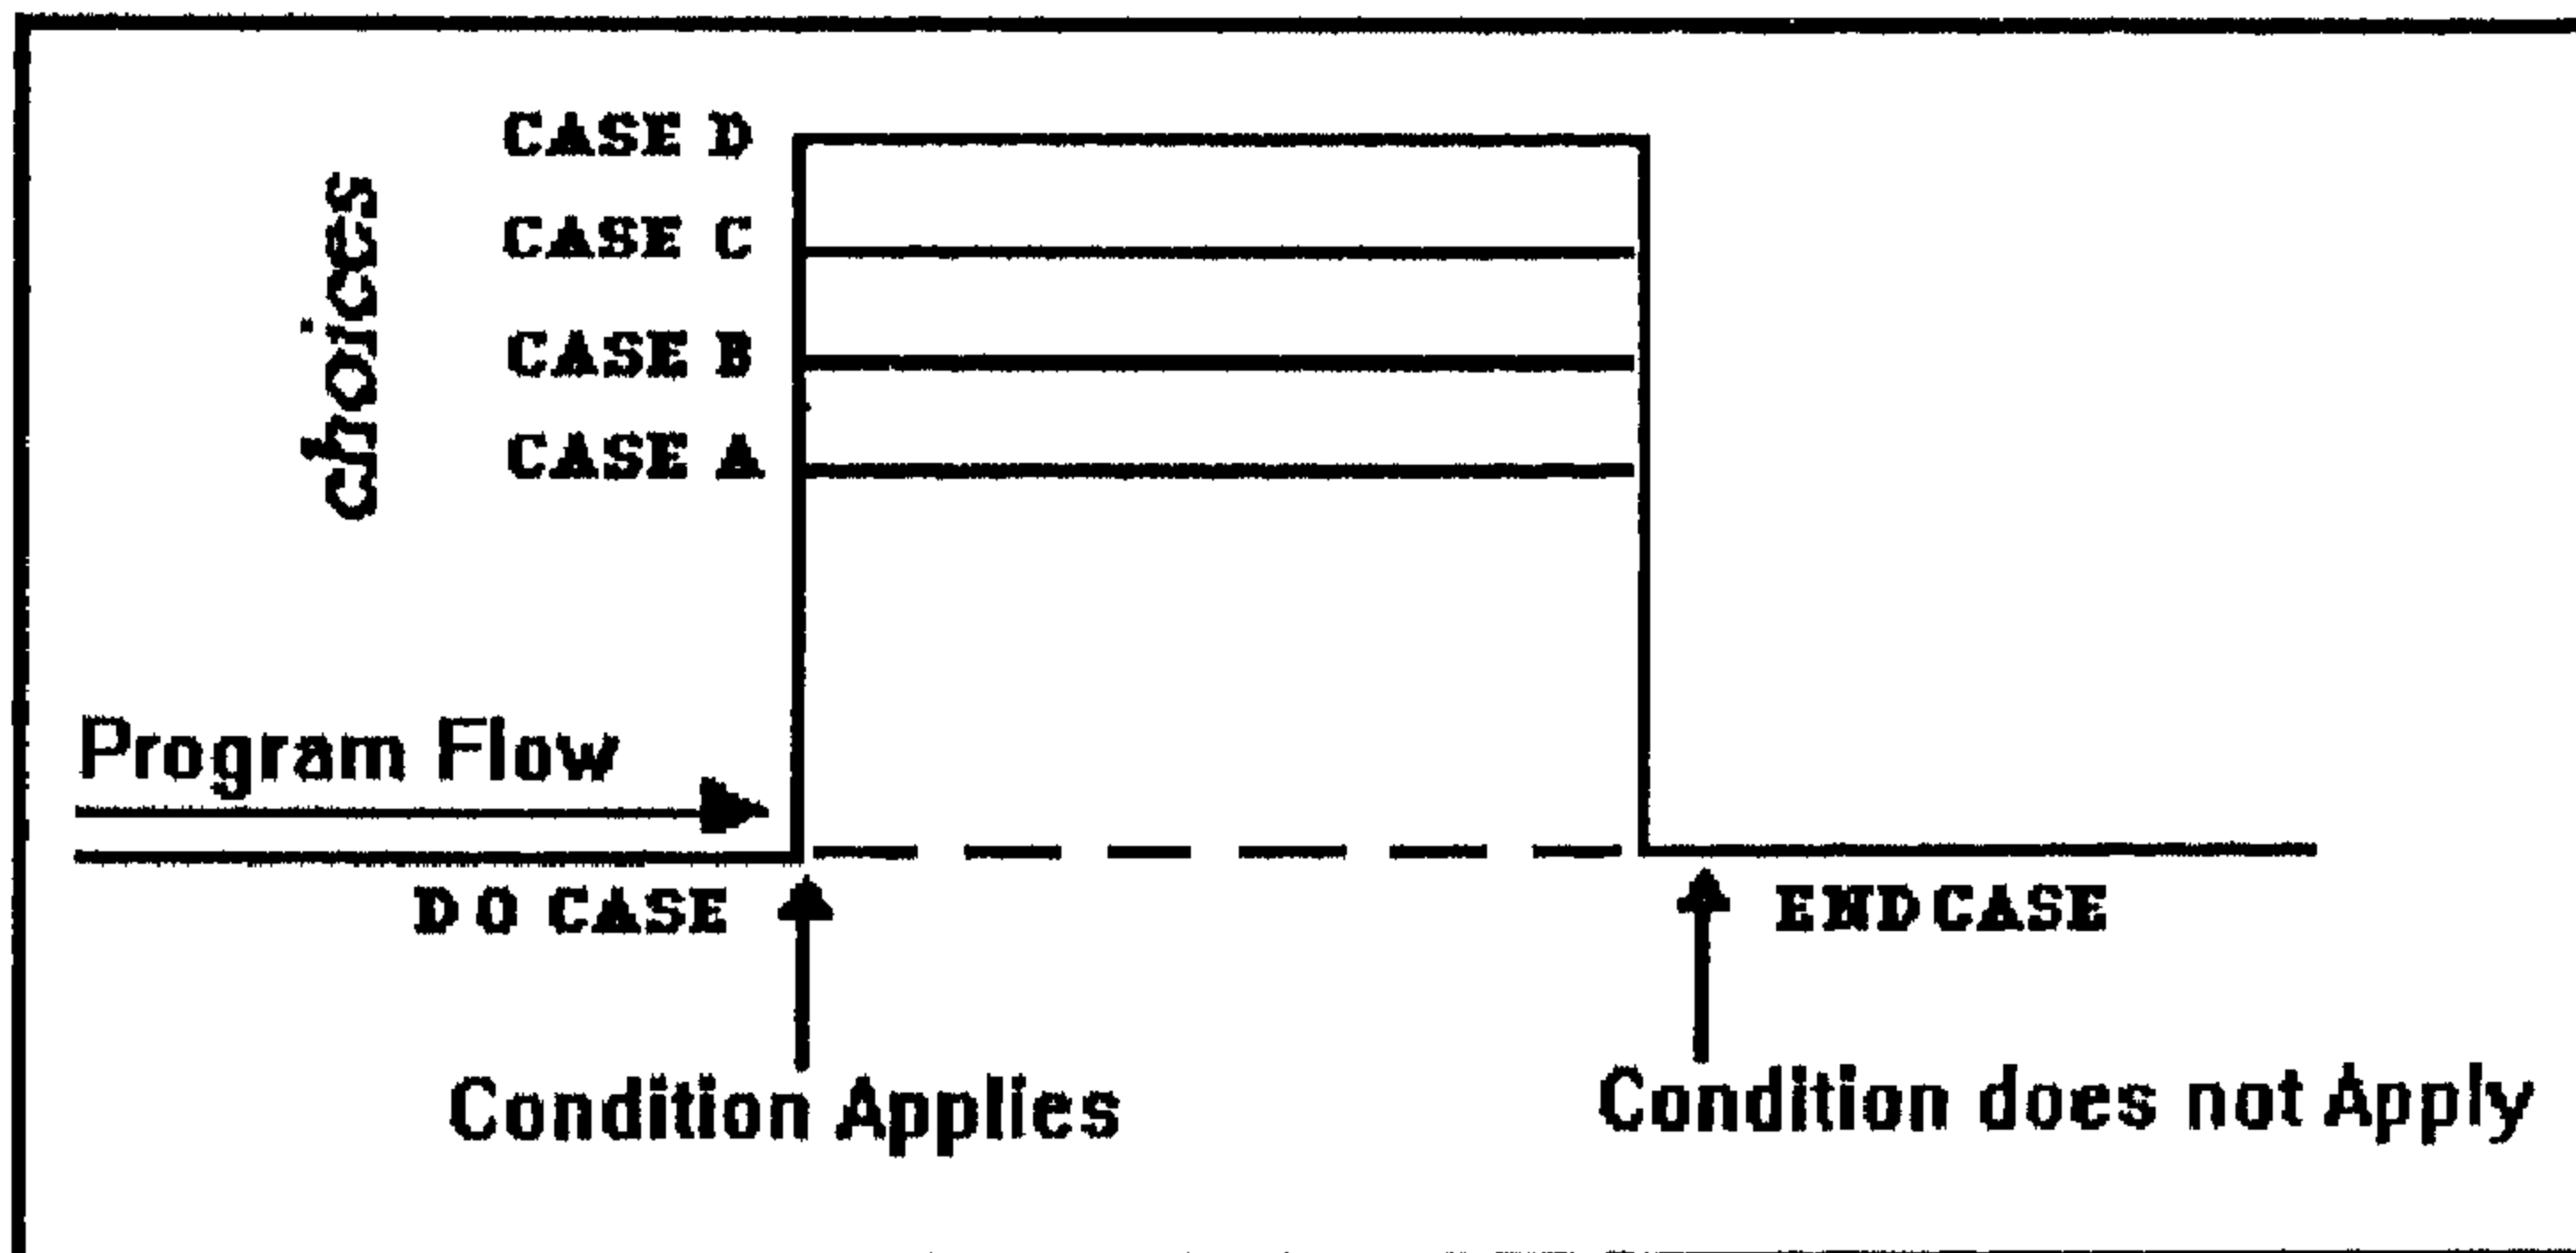 choices
CASE D
CASE C
CASE B
CASE A
Program Flow
DO CASE
ENDCASE
Condition Applies
Condition does not Apply